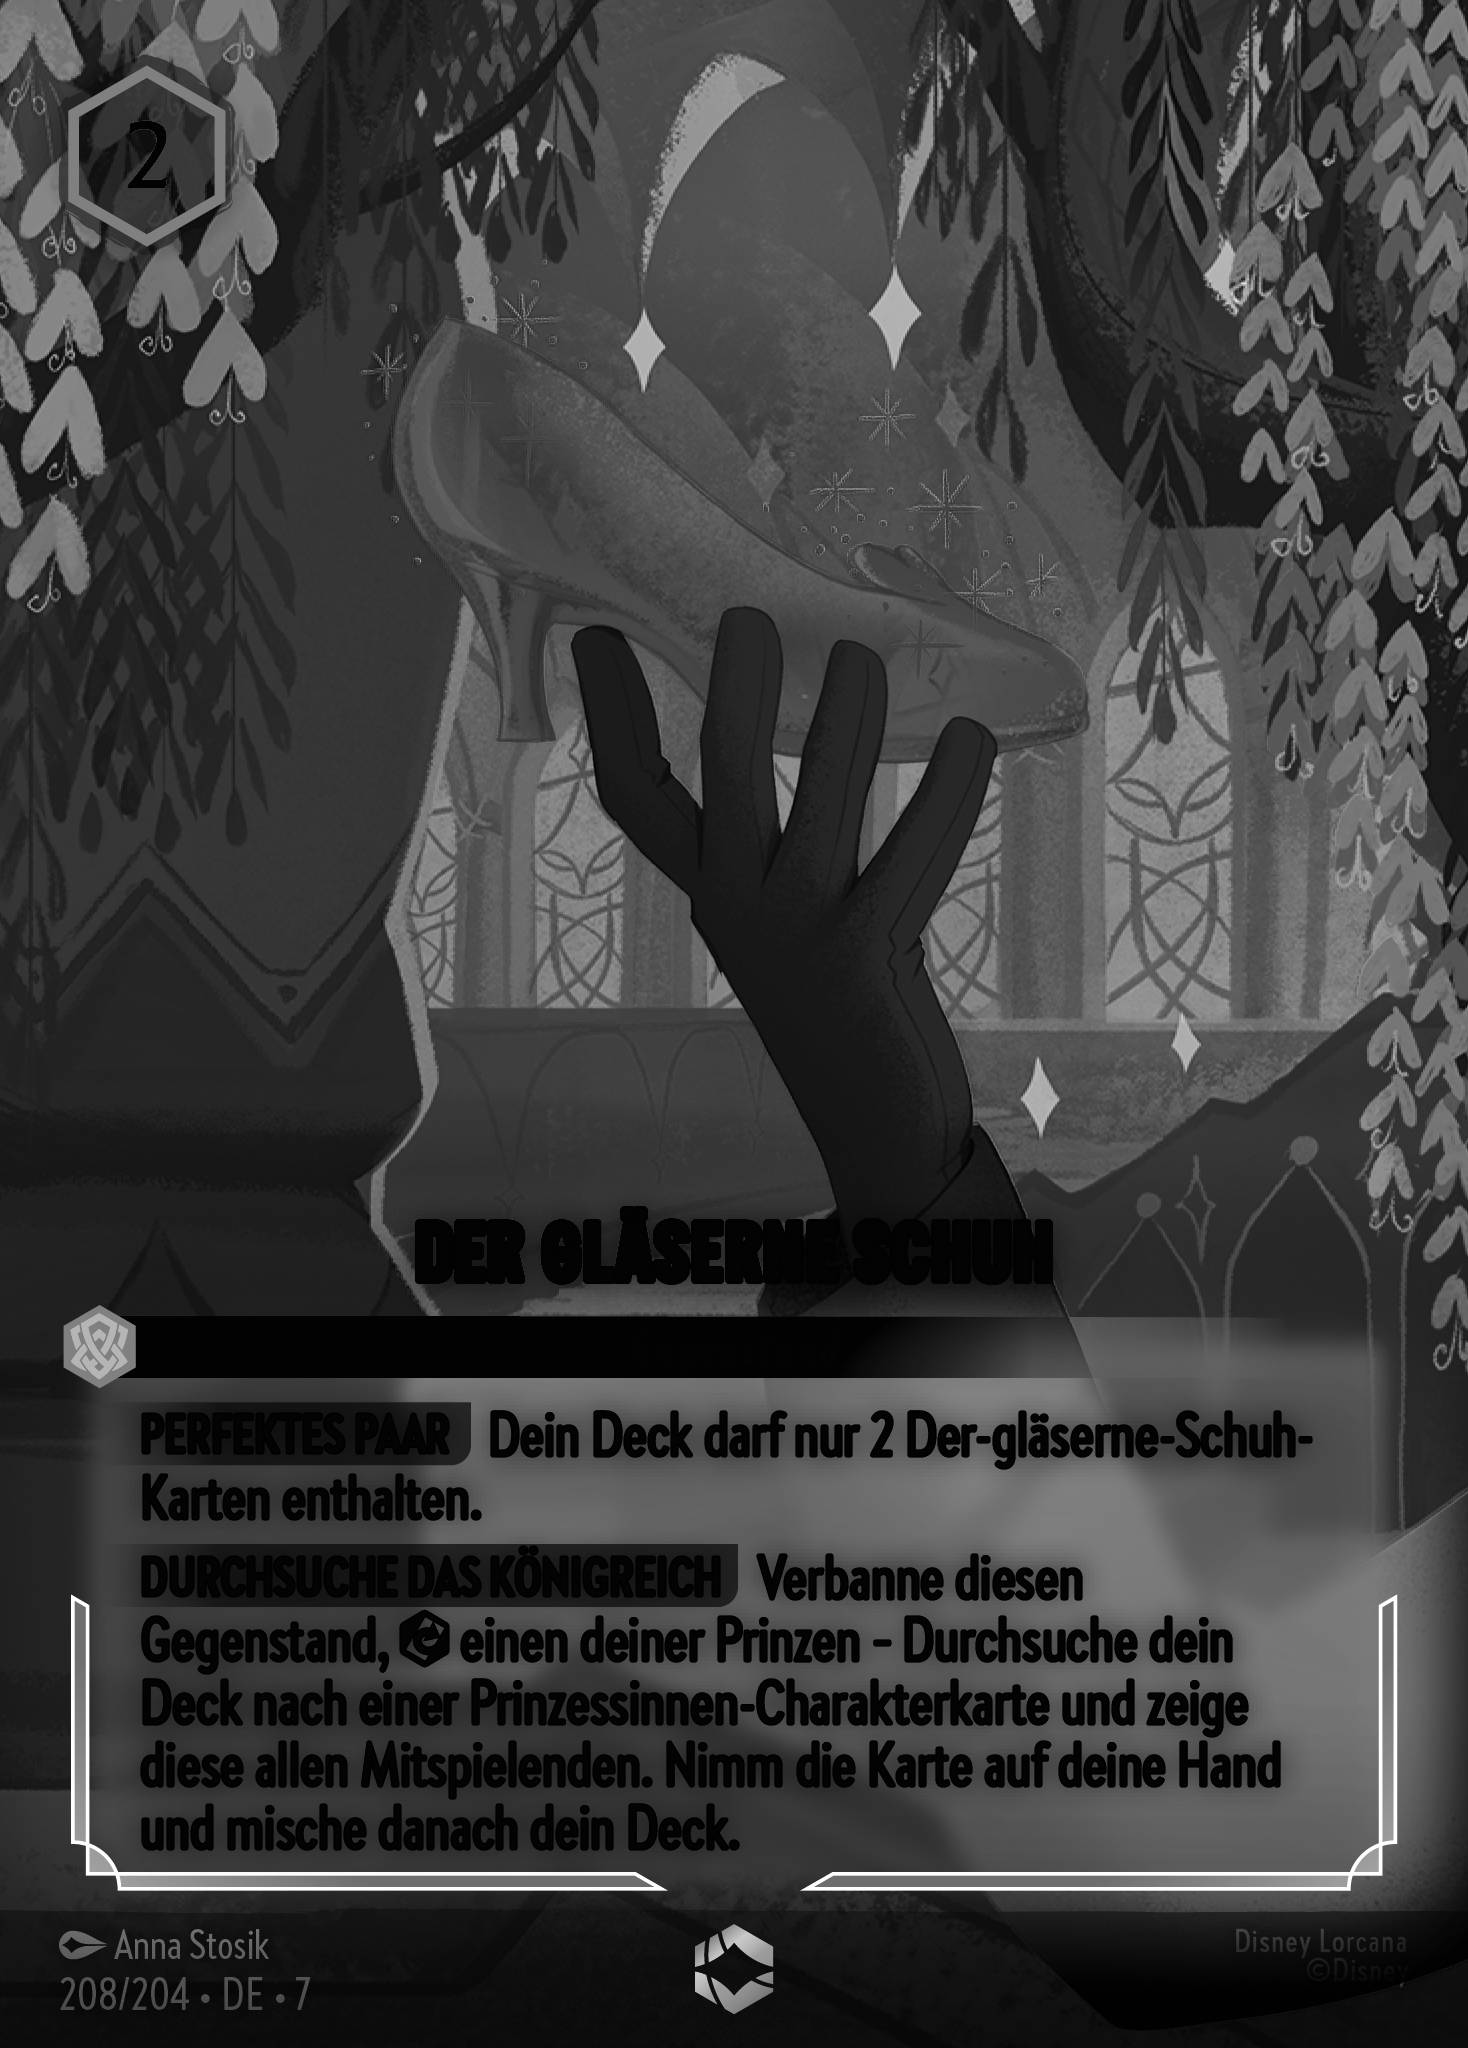 2
DER GLÄSERNE SCHUH
PERFEKTES PAAR Dein Deck darf nur 2 Der-gläserne-Schuh-
Karten enthalten.
DURCHSUCHE DAS KÖNIGREICH Verbanne diesen
Gegenstand, einen deiner Prinzen – Durchsuche dein
Deck nach einer Prinzessinnen-Charakterkarte und zeige
diese allen Mitspielenden. Nimm die Karte auf deine Hand
und mische danach dein Deck.
Anna Stosik
Disney Lorcana
208/204 • DE • 7
©Disney